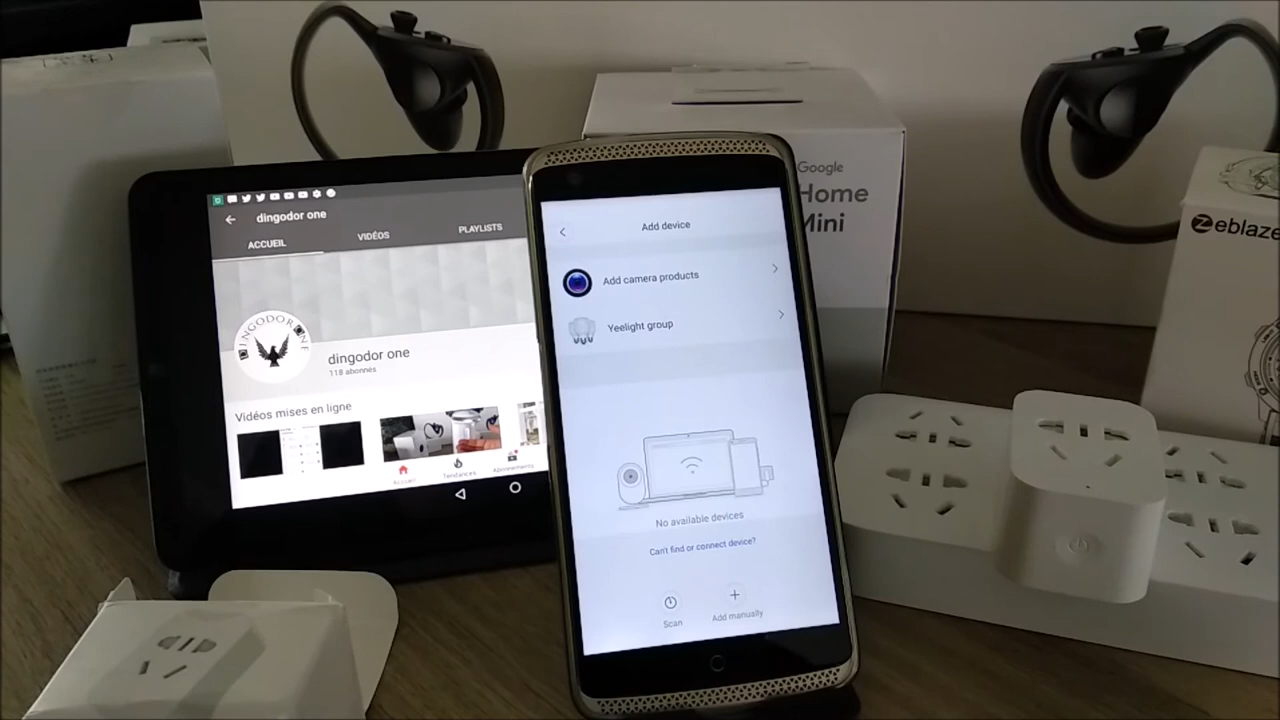 dingodor one
ACCUEIL
VIDÉOS
PLAYLISTS
DINGODORONE
dingodor one
118 abonnés
Vidéos mises en ligne
Accueil
Tendances
Abonnements
Add device
Add camera products
Yeelight group
No available devices
Can't find or connect device?
Scan
Add manually
Google
Home
Mini
Zeblaze